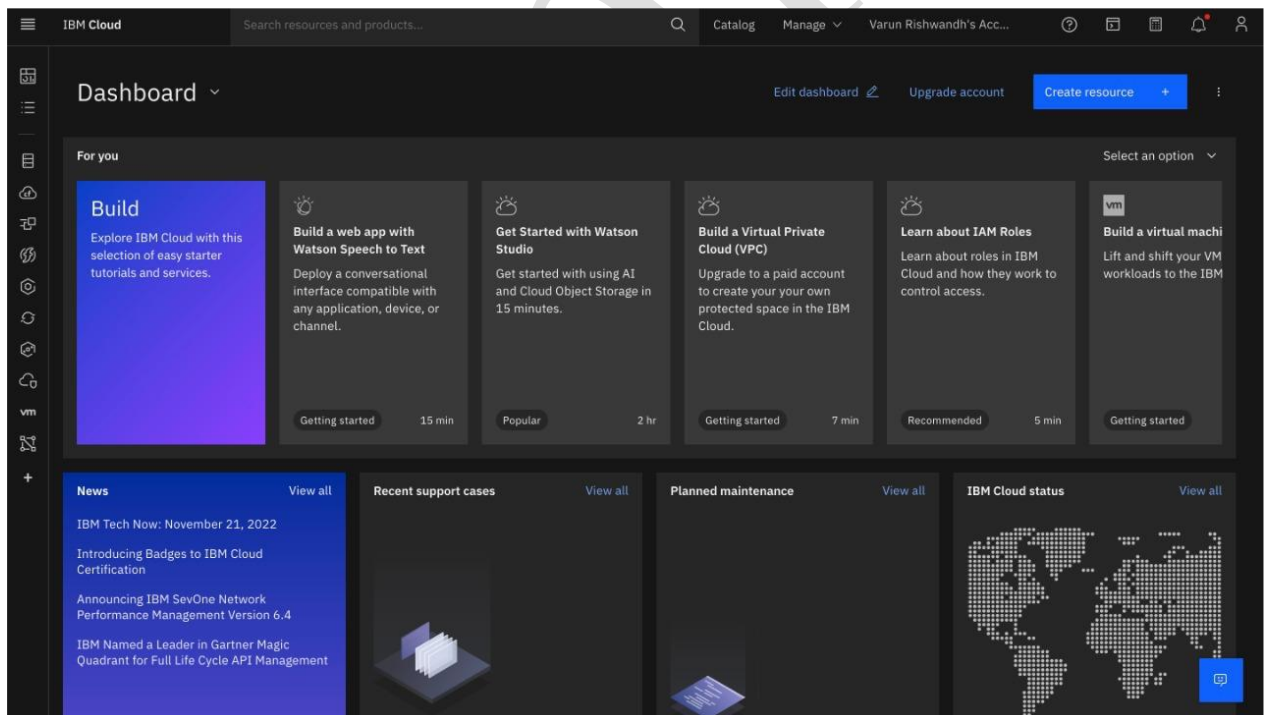 IBM Cloud
Search resources and products...
Catalog
Manage
Varun Rishwandh's Acc...
Dashboard
Edit dashboard
Upgrade account
Create resource +
For you
Select an option
Build
Explore IBM Cloud with this
selection of easy starter
tutorials and services.
Build a web app with
Watson Speech to Text
Deploy a conversational
interface compatible with
any application, device, or
channel.
Getting started
15 min
Get Started with Watson
Studio
Get started with using AI
and Cloud Object Storage in
15 minutes.
Popular
2 hr
Build a Virtual Private
Cloud (VPC)
Upgrade to a paid account
to create your your own
protected space in the IBM
Cloud.
Getting started
7 min
Learn about IAM Roles
Learn about roles in IBM
Cloud and how they work to
control access.
Recommended
5 min
vm
Build a virtual machi
Lift and shift your VM
workloads to the IBM
Getting started
vm
News
View all
IBM Tech Now: November 21, 2022
Introducing Badges to IBM Cloud
Certification
Announcing IBM SevOne Network
Performance Management Version 6.4
IBM Named a Leader in Gartner Magic
Quadrant for Full Life Cycle API Management
Recent support cases
View all
Planned maintenance
View all
IBM Cloud status
View all